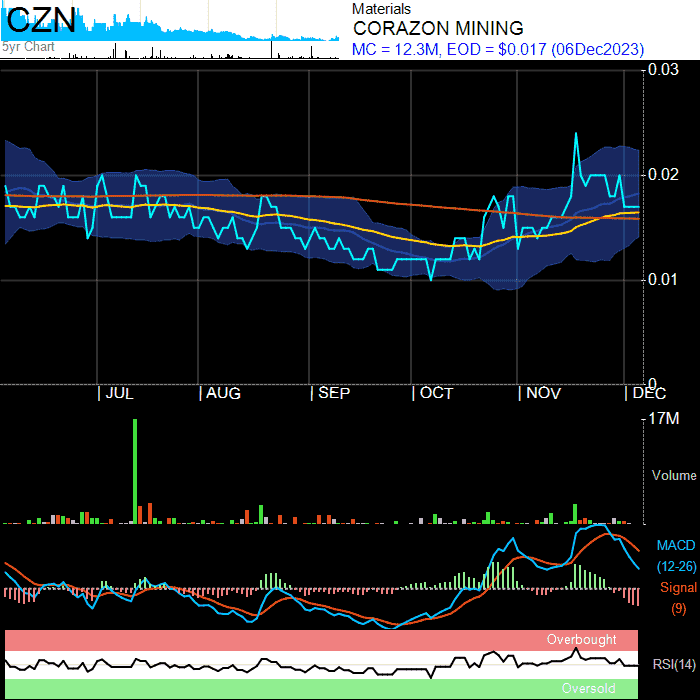 CZN
5yr Chart
Materials
CORAZON MINING
MC = 12.3M, EOD = $0.017 (06Dec2023)
0.03
0.02
0.01
0
| JUL | AUG | SEP | OCT | NOV | DEC
17M
Volume
MACD
(12-26)
Signal
(9)
Overbought
RSI(14)
Oversold